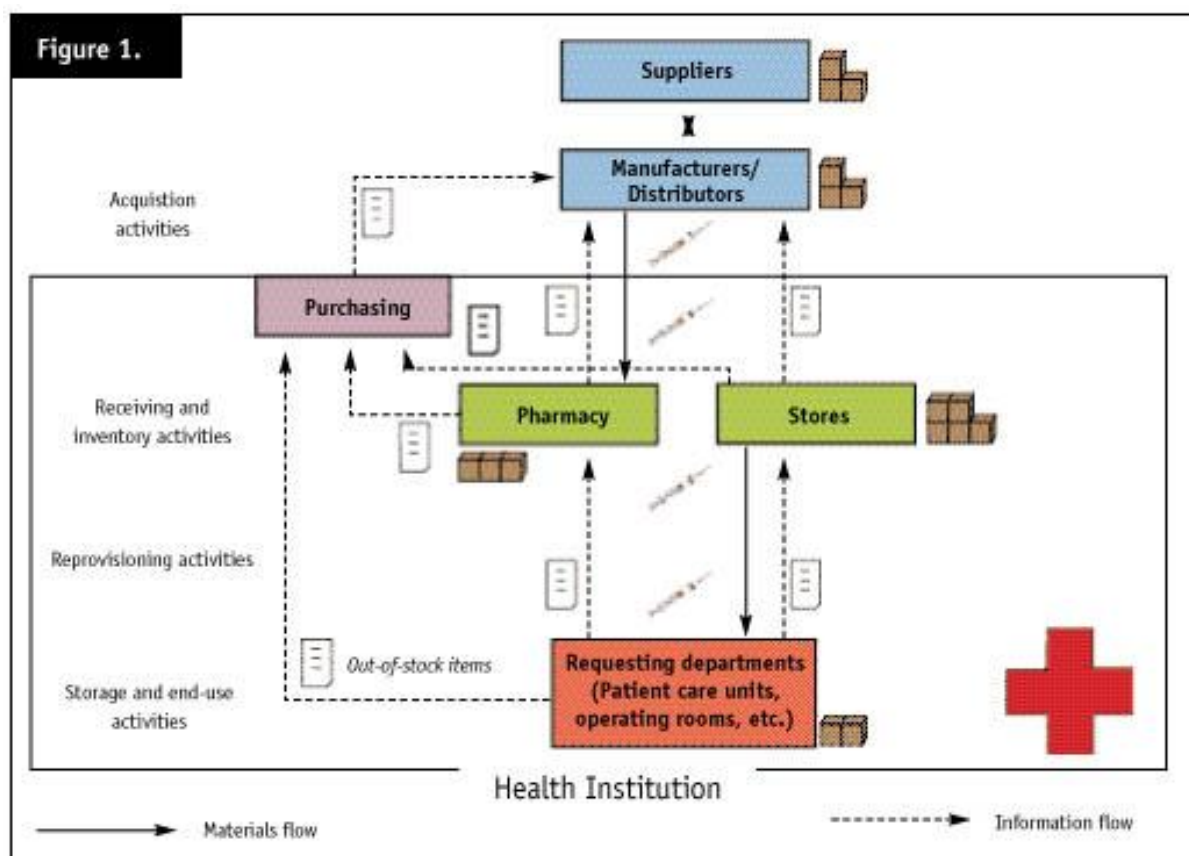 Figure 1.
Suppliers
Manufacturers/
Distributors
Acquistion
activities
Purchasing
Receiving and
inventory activities
Pharmacy
Stores
Reprovisioning activities
Out-of-stock items
Requesting departments
(Patient care units,
operating rooms, etc.)
Storage and end-use
activities
Health Institution
Materials flow
Information flow